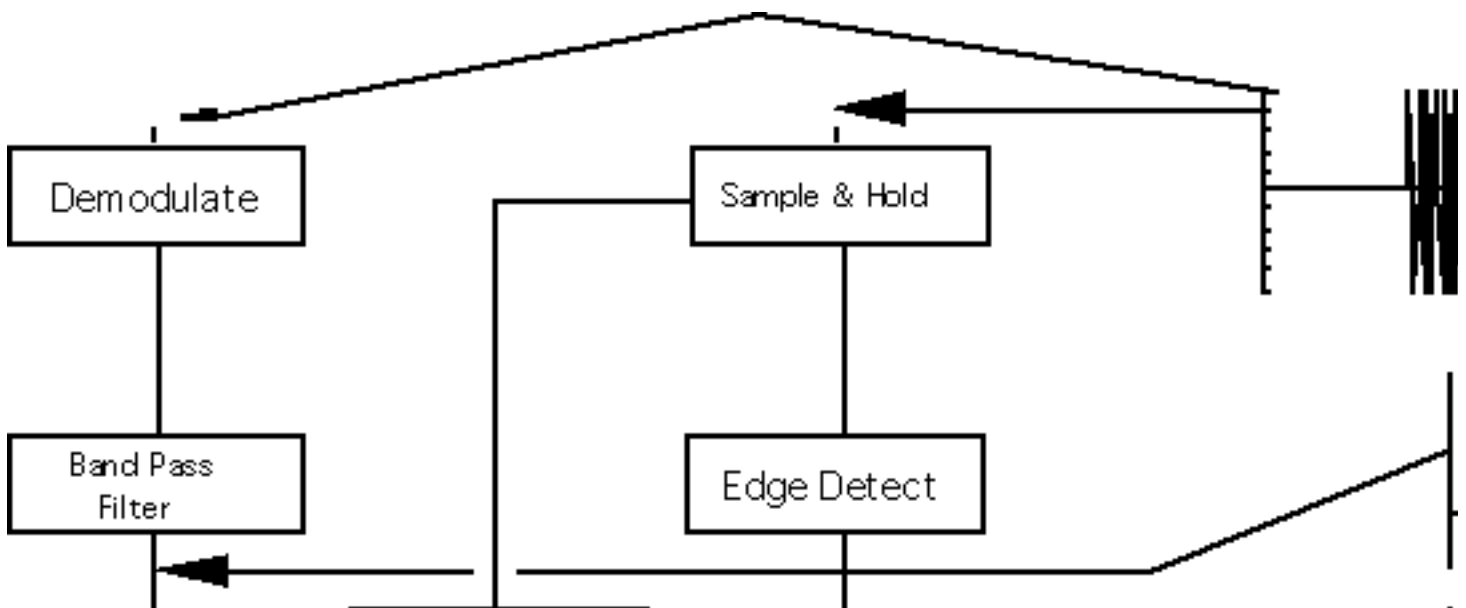 Demodulate
Sample & Hold
Band Pass
Filter
Edge Detect